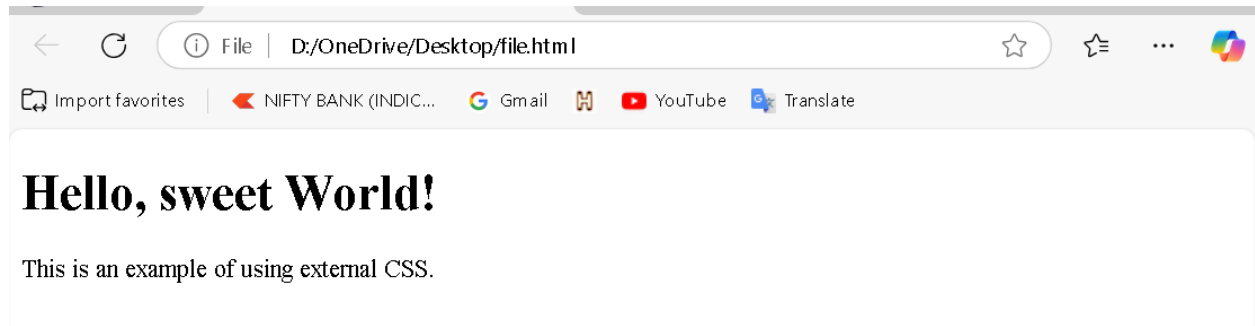 File D:/OneDrive/Desktop/file.html
Import favorites NIFTY BANK (INDIC... Gmail YouTube Translate
Hello, sweet World!
This is an example of using external CSS.